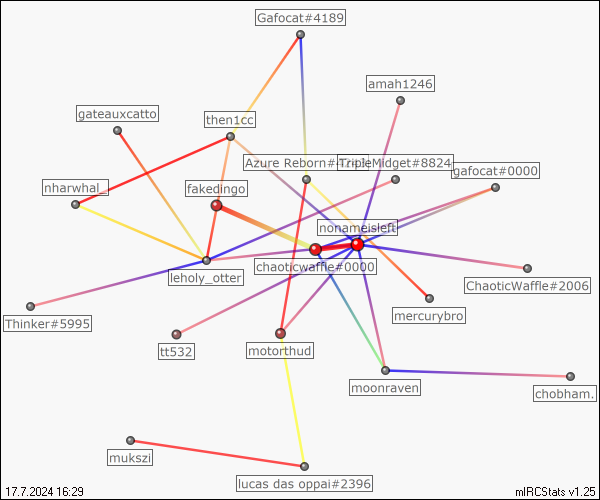 Gafocat#4189
amah1246
gateauxcatto
then1cc
TripleMidget#8824
Azure Reborn#
gafocat#0000
nharwhal_
fakedingo
nonameisleft
chaoticwaffle#0000
leholy_otter
ChaoticWaffle#2006
Thinker#5995
mercurybro
tt532
motorthud
moonraven
chobham.
mukszi
lucas das oppai#2396
17.7.2024 16:29
mIRCStats v1.25